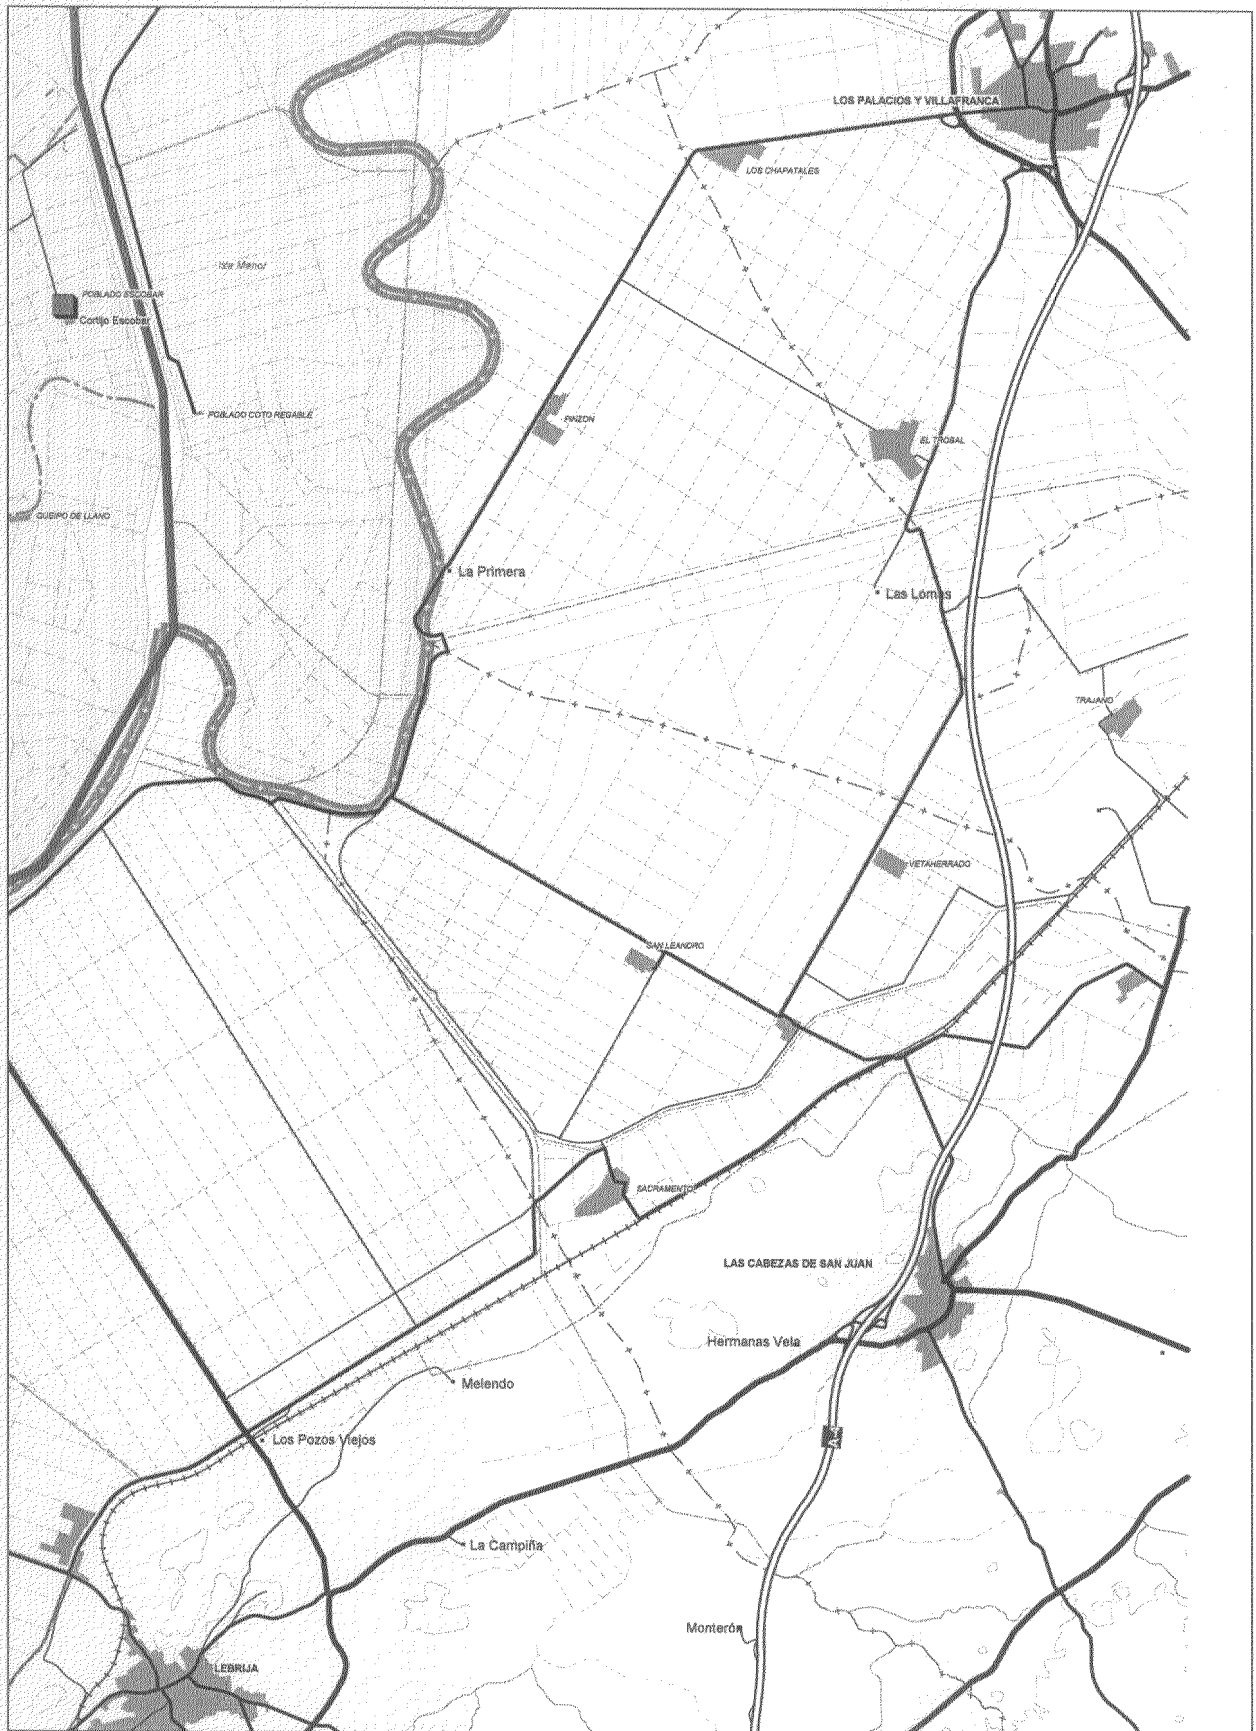 LOS PALACIOS Y VILLAFRANCA
LOS CHAPATALES
Isla Menor
POBLADO ESCOBAR
Cortijo Escobar
POBLADO COTO REGABLE
PINZON
EL TROBAL
QUEIPO DE LLANO
La Primera
Las Lomas
TRAJANO
VETAHERRADO
SAN LEANDRO
SACRAMENTO
LAS CABEZAS DE SAN JUAN
Hermanas Vela
Melendo
Los Pozos Viejos
La Campiña
Monterón
LEBRIJA